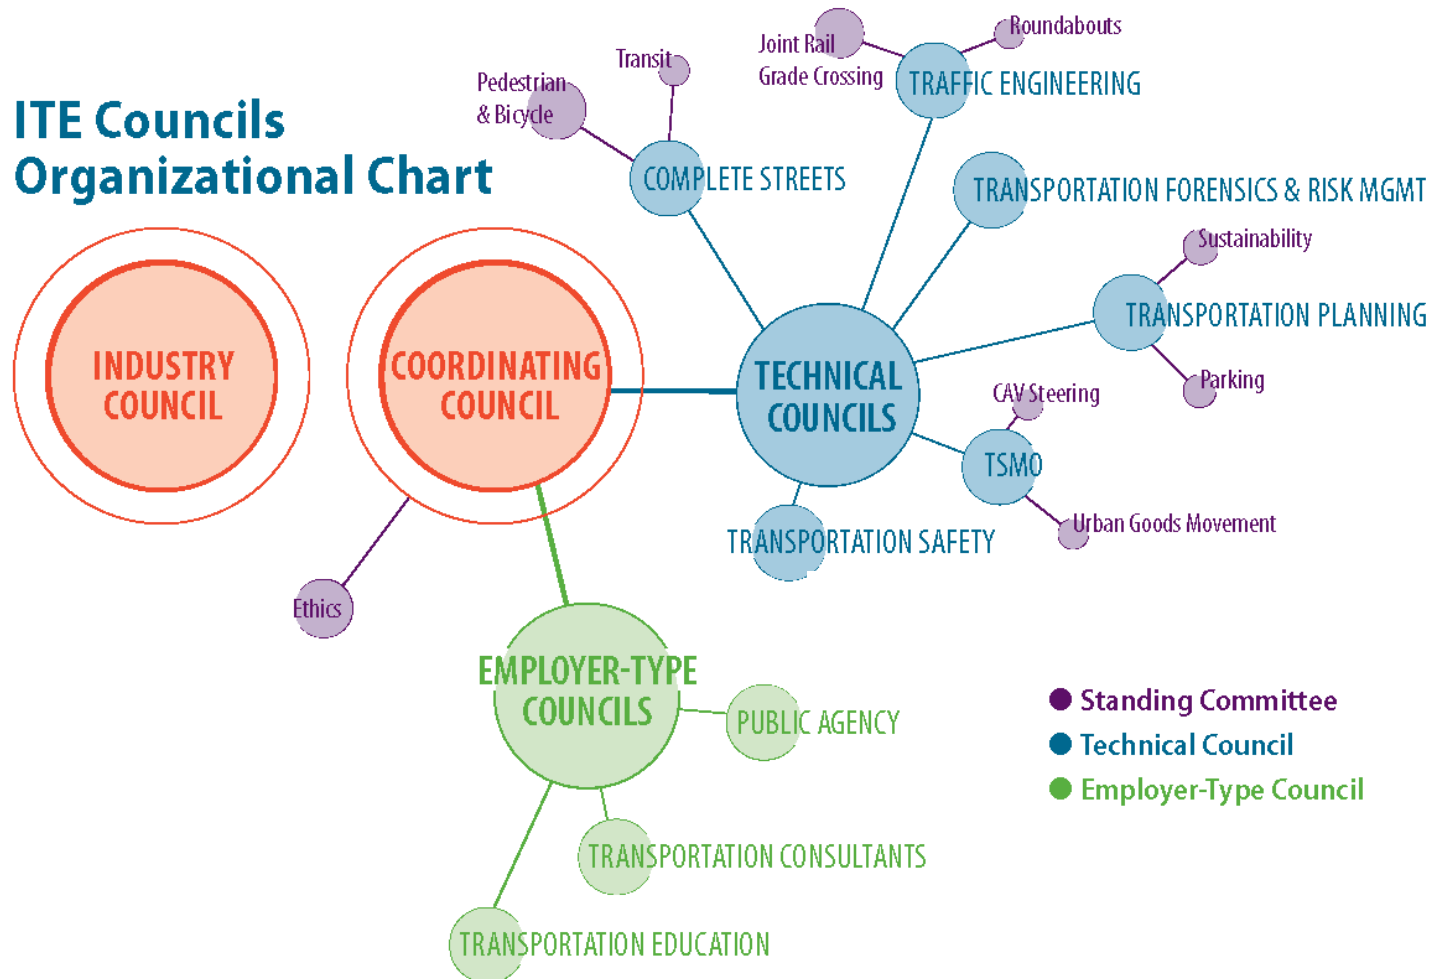 ITE Councils
Organizational Chart
Pedestrian
& Bicycle
Transit
COMPLETE STREETS
Joint Rail
Grade Crossing
Roundabouts
TRAFFIC ENGINEERING
TRANSPORTATION FORENSICS & RISK MGMT
Sustainability
TRANSPORTATION PLANNING
Parking
INDUSTRY
COUNCIL
COORDINATING
COUNCIL
TECHNICAL
COUNCILS
CAV Steering
TSMO
Urban Goods Movement
TRANSPORTATION SAFETY
Ethics
EMPLOYER-TYPE
COUNCILS
PUBLIC AGENCY
TRANSPORTATION CONSULTANTS
TRANSPORTATION EDUCATION
Standing Committee
Technical Council
Employer-Type Council